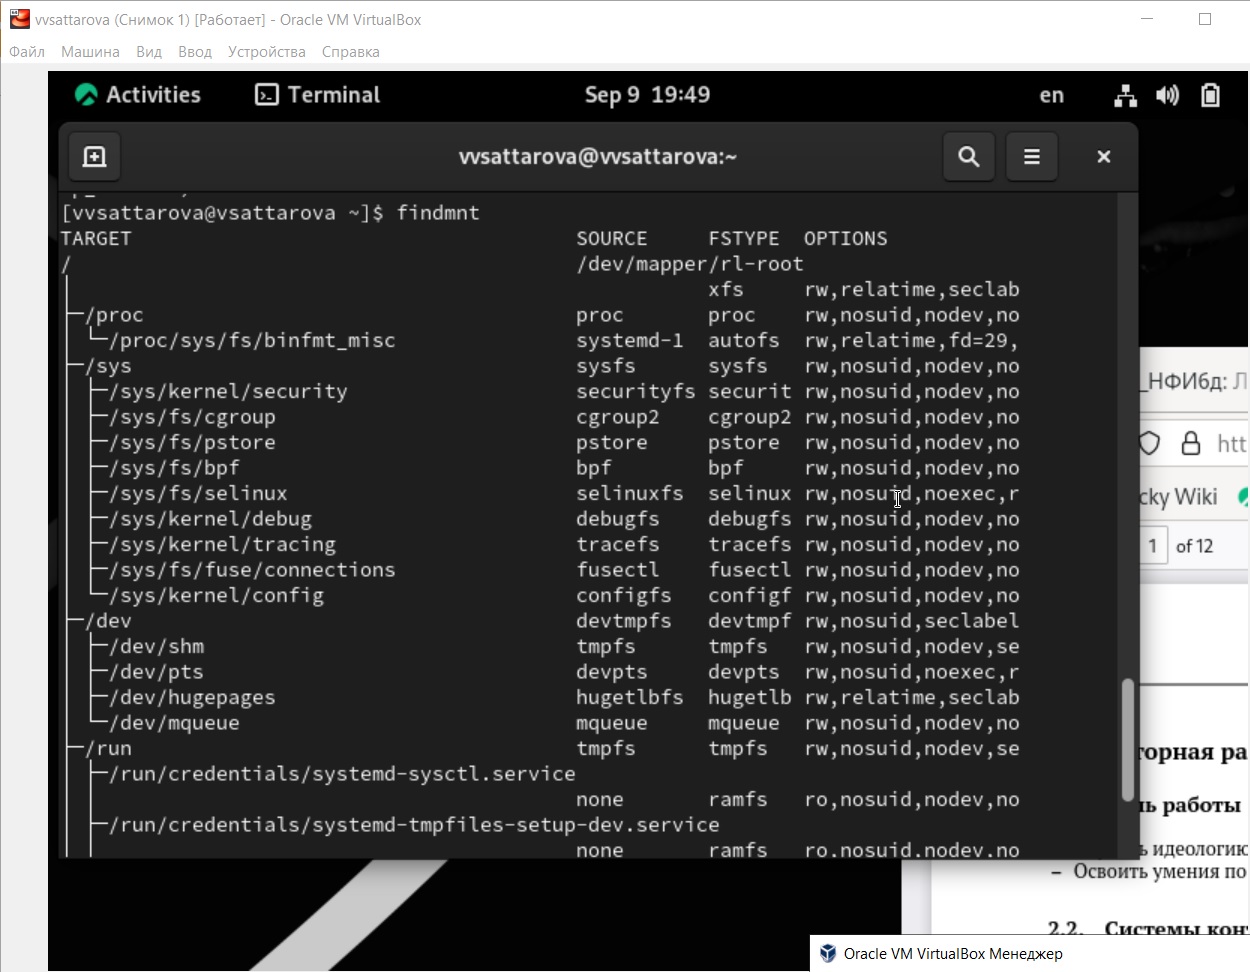 vvsattarova (Снимок 1) [Работает] - Oracle VM VirtualBox
Файл Машина Вид Ввод Устройства Справка
Activities Terminal Sep 9 19:49 en
vvsattarova@vvsattarova:~
[vvsattarova@vsattarova ~]$ findmnt
TARGET SOURCE FSTYPE OPTIONS
/ /dev/mapper/rl-root
xfs rw,relatime,seclab
├─/proc proc proc rw,nosuid,nodev,no
│ └─/proc/sys/fs/binfmt_misc systemd-1 autofs rw,relatime,fd=29,
├─/sys sysfs sysfs rw,nosuid,nodev,no
│ ├─/sys/kernel/security securityfs securit rw,nosuid,nodev,no
│ ├─/sys/fs/cgroup cgroup2 cgroup2 rw,nosuid,nodev,no
│ ├─/sys/fs/pstore pstore pstore rw,nosuid,nodev,no
│ ├─/sys/fs/bpf bpf bpf rw,nosuid,nodev,no
│ ├─/sys/fs/selinux selinuxfs selinux rw,nosuid,noexec,r
│ ├─/sys/kernel/debug debugfs debugfs rw,nosuid,nodev,no
│ ├─/sys/kernel/tracing tracefs tracefs rw,nosuid,nodev,no
│ ├─/sys/fs/fuse/connections fusectl fusectl rw,nosuid,nodev,no
│ └─/sys/kernel/config configfs configf rw,nosuid,nodev,no
├─/dev devtmpfs devtmpf rw,nosuid,seclabel
│ ├─/dev/shm tmpfs tmpfs rw,nosuid,nodev,se
│ ├─/dev/pts devpts devpts rw,nosuid,noexec,r
│ ├─/dev/hugepages hugetlbfs hugetlb rw,relatime,seclab
│ └─/dev/mqueue mqueue mqueue rw,nosuid,nodev,no
├─/run tmpfs tmpfs rw,nosuid,nodev,se
│ ├─/run/credentials/systemd-sysctl.service
none ramfs ro,nosuid,nodev,no
│ ├─/run/credentials/systemd-tmpfiles-setup-dev.service
none ramfs ro,nosuid,nodev,no
_НФИбд: Л
htt
cky Wiki
1 of 12
торная ра
ь работы
ь идеологию
– Освоить умения по
2.2. Системы кон
Oracle VM VirtualBox Менеджер